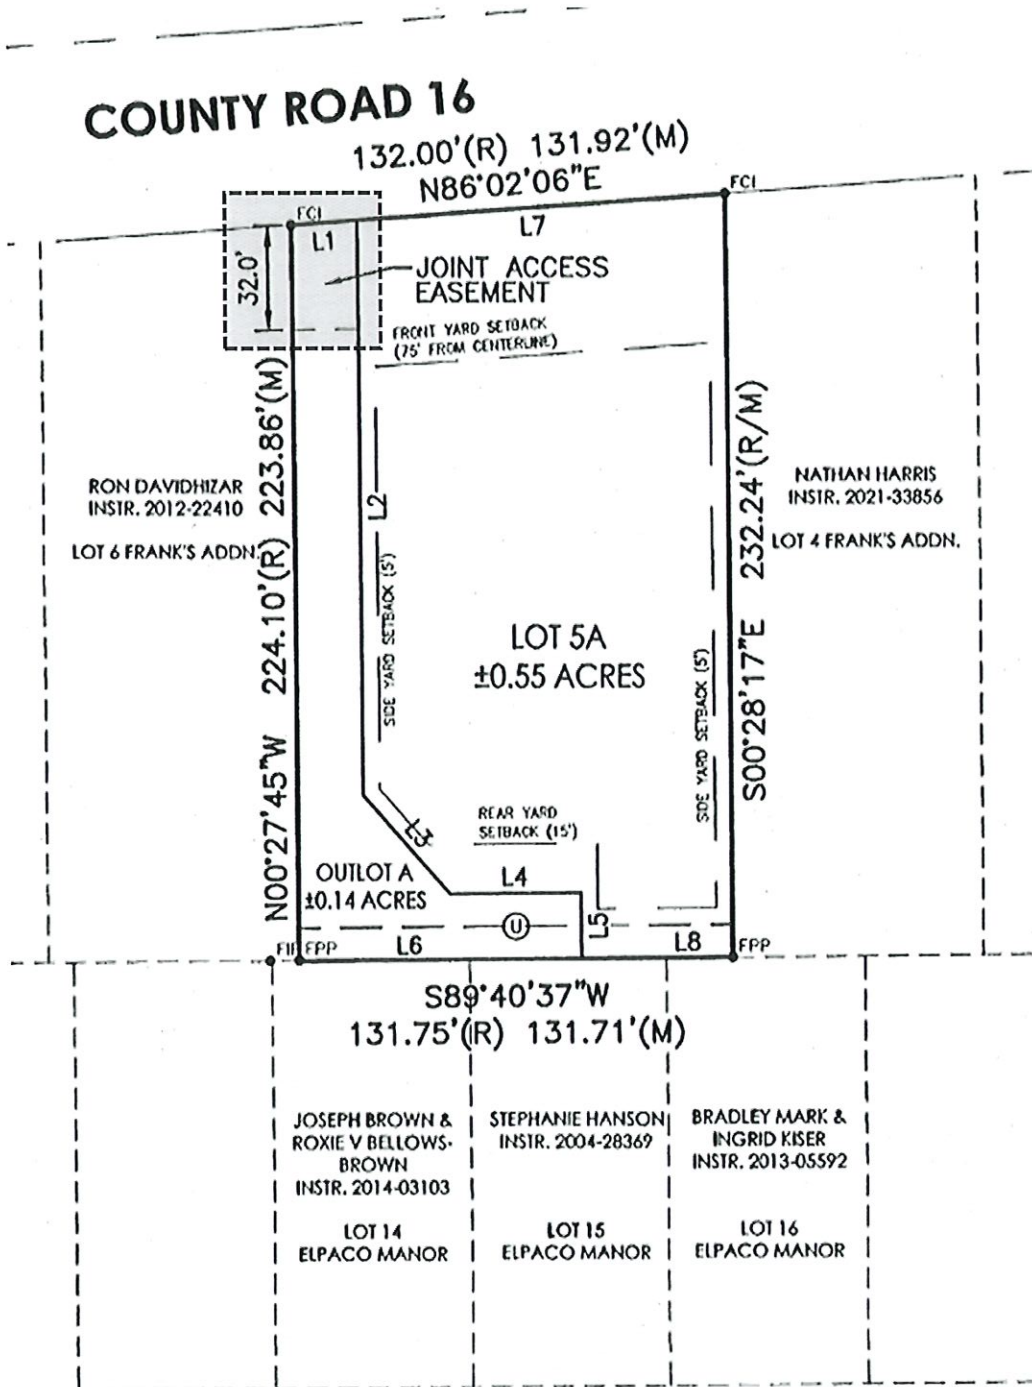 COUNTY ROAD 16
132.00'(R) 131.92'(M)
N86°02'06"E
FCI
FCI
L1
L7
32.0'
JOINT ACCESS
EASEMENT
FRONT YARD SETBACK
(75' FROM CENTERLINE)
N00°27'45"W 224.10'(R) 223.86'(M)
RON DAVIDHIZAR
INSTR. 2012-22410
LOT 6 FRANK'S ADDN.
L2
SIDE YARD SETBACK (5')
LOT 5A
±0.55 ACRES
SIDE YARD SETBACK (5')
S00°28'17"E 232.24'(R/M)
NATHAN HARRIS
INSTR. 2021-33856
LOT 4 FRANK'S ADDN.
L3
REAR YARD
SETBACK (15')
OUTLOT A
±0.14 ACRES
L4
U
L5
FIP FPP
L6
L8
FPP
S89°40'37"W
131.75'(R) 131.71'(M)
JOSEPH BROWN &
ROXIE V BELLOWS-
BROWN
INSTR. 2014-03103
LOT 14
ELPACO MANOR
STEPHANIE HANSON
INSTR. 2004-28369
LOT 15
ELPACO MANOR
BRADLEY MARK &
INGRID KISER
INSTR. 2013-05592
LOT 16
ELPACO MANOR